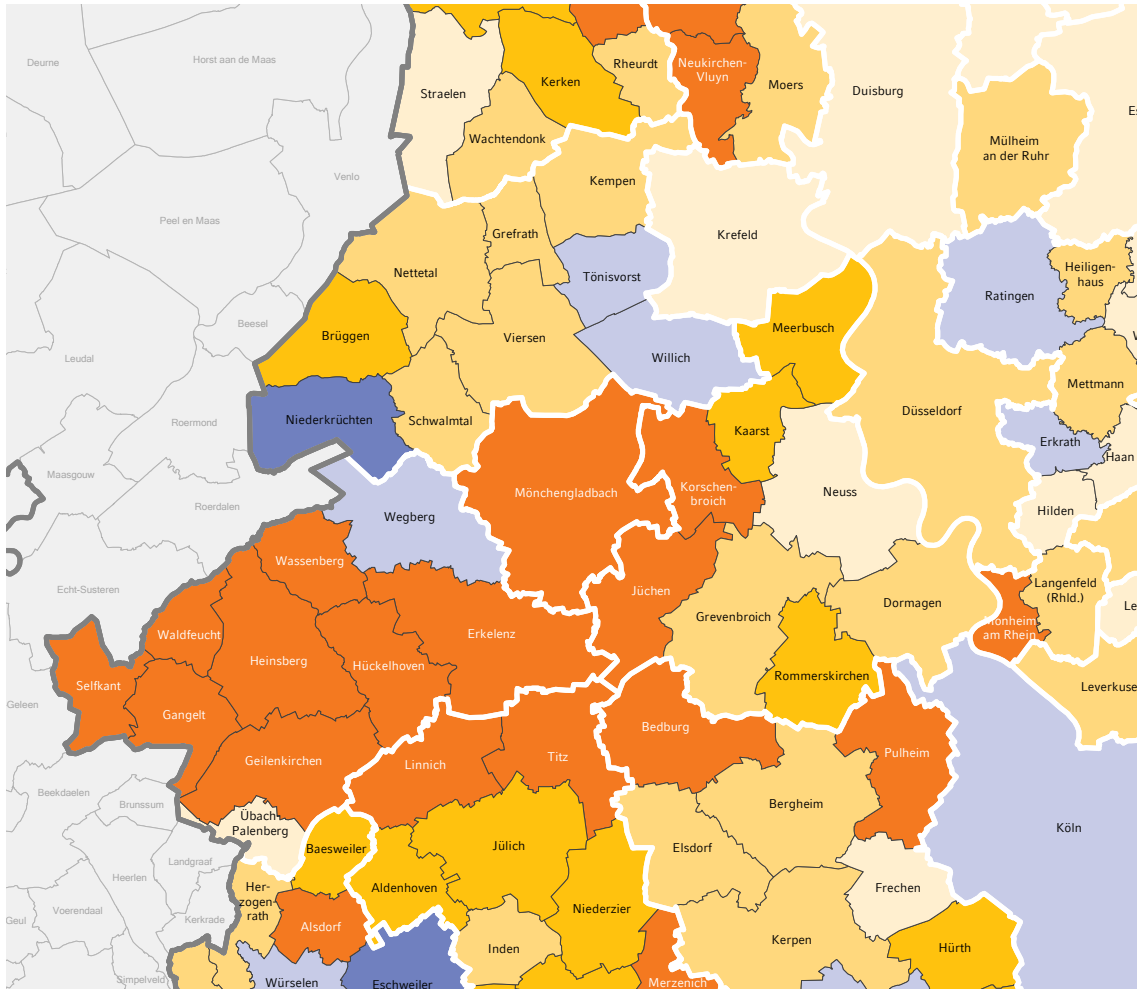 Deurne
Horst aan de Maas
Venlo
Peel en Maas
Beesel
Leudal
Roermond
Maasgouw
Roerdalen
Echt-Susteren
Geleen
Beekdaelen
Brunssum
Landgraaf
Heerlen
Voerendaal
Geul
Kerkrade
Simpelveld
Straelen
Kerken
Rheurdt
Neukirchen-
Vluyn
Moers
Duisburg
Mülheim
an der Ruhr
Es
Wachtendonk
Kempen
Krefeld
Grefrath
Nettetal
Tönisvorst
Ratingen
Heiligen-
haus
Brüggen
Viersen
Willich
Meerbusch
Mettmann
Niederkrüchten
Schwalmtal
Kaarst
Düsseldorf
Erkrath
Haan
Mönchengladbach
Korschen-
broich
Neuss
Hilden
Wegberg
Wassenberg
Jüchen
Grevenbroich
Dormagen
Langenfeld
(Rhld.)
Le
Monheim
am Rhein
Waldfeucht
Erkelenz
Heinsberg
Hückelhoven
Selfkant
Gangelt
Rommerskirchen
Leverkuse
Bedburg
Pulheim
Geilenkirchen
Linnich
Titz
Bergheim
Übach-
Palenberg
Baesweiler
Jülich
Elsdorf
Köln
Her-
zogen
rath
Aldenhoven
Frechen
Alsdorf
Niederzier
Inden
Kerpen
Hürth
Würselen
Eschweiler
Merzenich